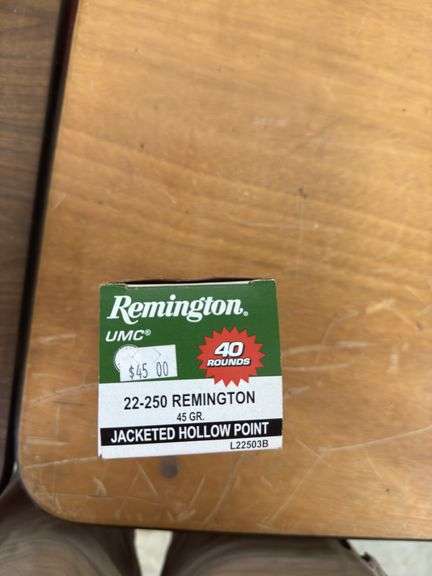 Remington.
UMC®
40
ROUNDS
$45 00
22-250 REMINGTON
45 GR.
JACKETED HOLLOW POINT
L22503B